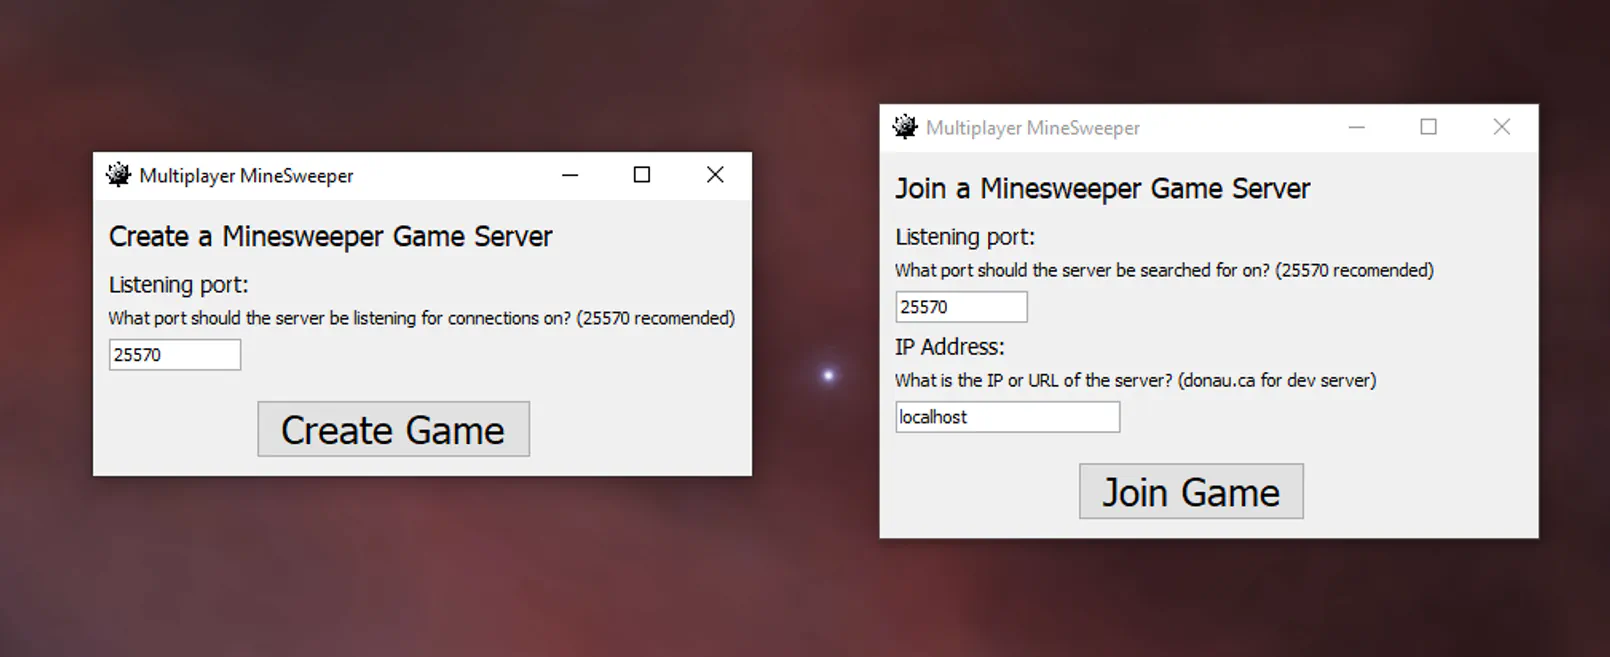 Multiplayer MineSweeper
Create a Minesweeper Game Server
Listening port:
What port should the server be listening for connections on? (25570 recomended)
25570
Create Game
Multiplayer MineSweeper
Join a Minesweeper Game Server
Listening port:
What port should the server be searched for on? (25570 recomended)
25570
IP Address:
What is the IP or URL of the server? (donau.ca for dev server)
localhost
Join Game